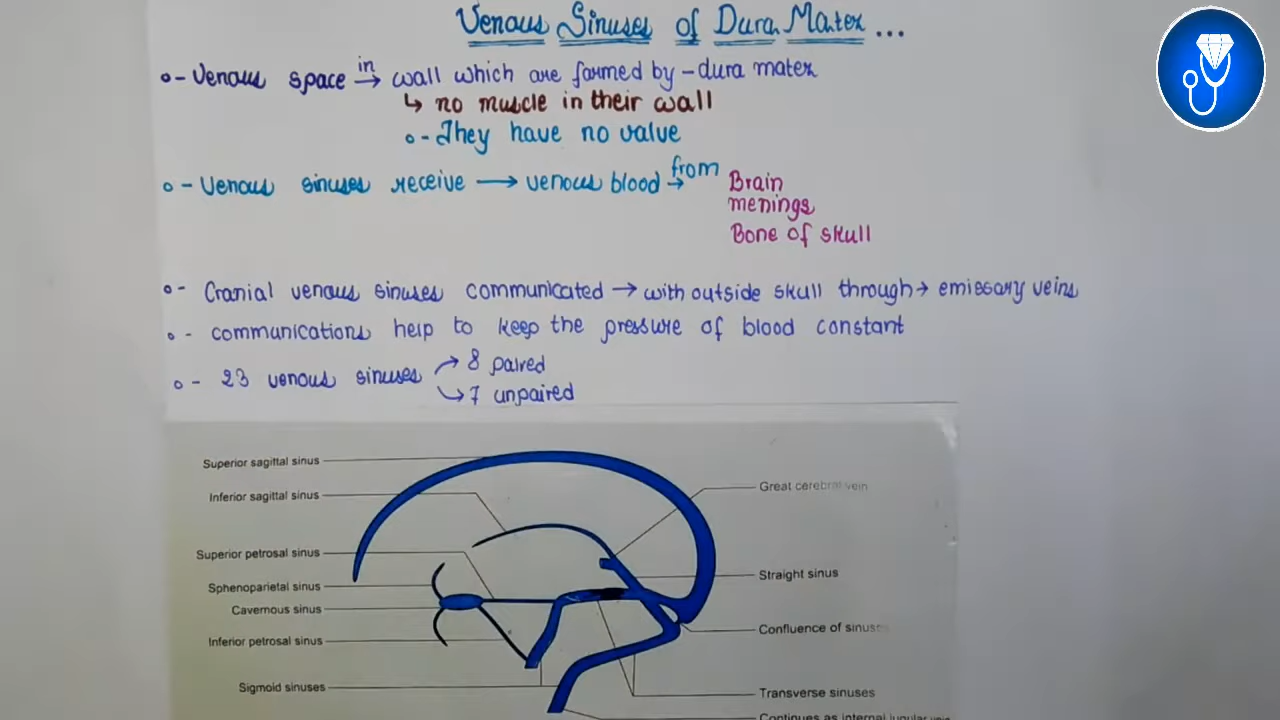 Venous Sinuses of Dura Mater...
o- Venous space in → wall which are formed by - dura mater
↳ no muscle in their wall
o- They have no value
o- Venous sinuses receive → venous blood from → Brain
menings
Bone of skull
o- Cranial venous sinuses communicated → with outside skull through → emissary veins
o- communications help to keep the pressure of blood constant
o- 23 venous sinuses → 8 paired
↳ 7 unpaired
Superior sagittal sinus
Great cerebral vein
Inferior sagittal sinus
Superior petrosal sinus
Straight sinus
Sphenoparietal sinus
Cavernous sinus
Confluence of sinuses
Inferior petrosal sinus
Sigmoid sinuses
Transverse sinuses
Continues as internal jugular vein